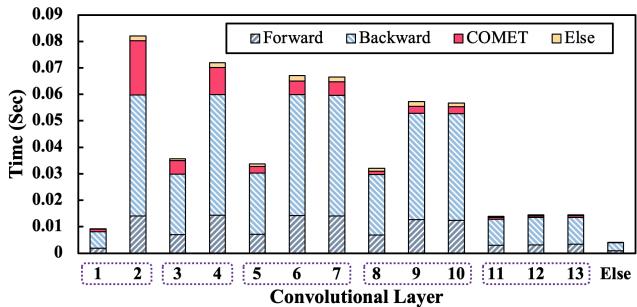 0.09
0.08
0.07
0.06
0.05
0.04
0.03
0.02
0.01
0
Time (Sec)
Forward Backward COMET Else
1 2 3 4 5 6 7 8 9 10 11 12 13 Else
Convolutional Layer